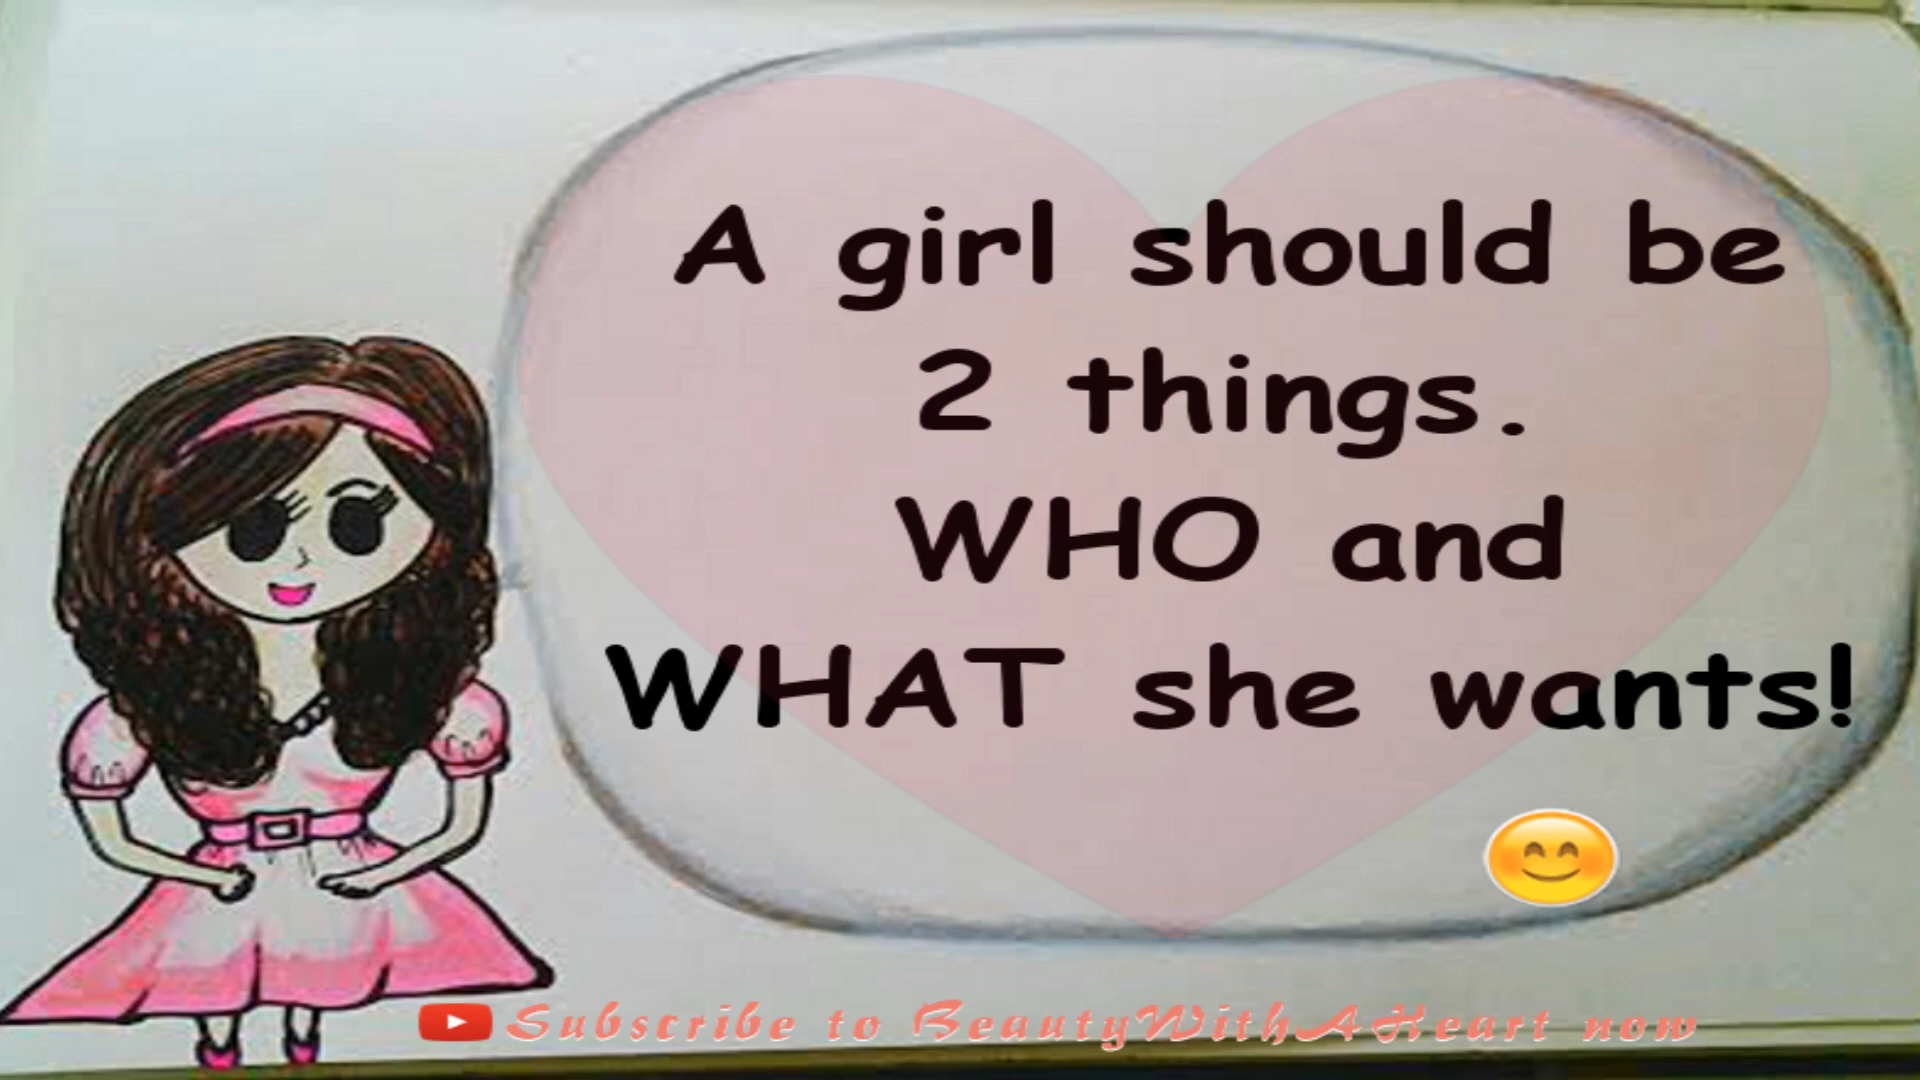 A girl should be
2 things.
WHO and
WHAT she wants!
Subscribe to BeautyWithAHeart now